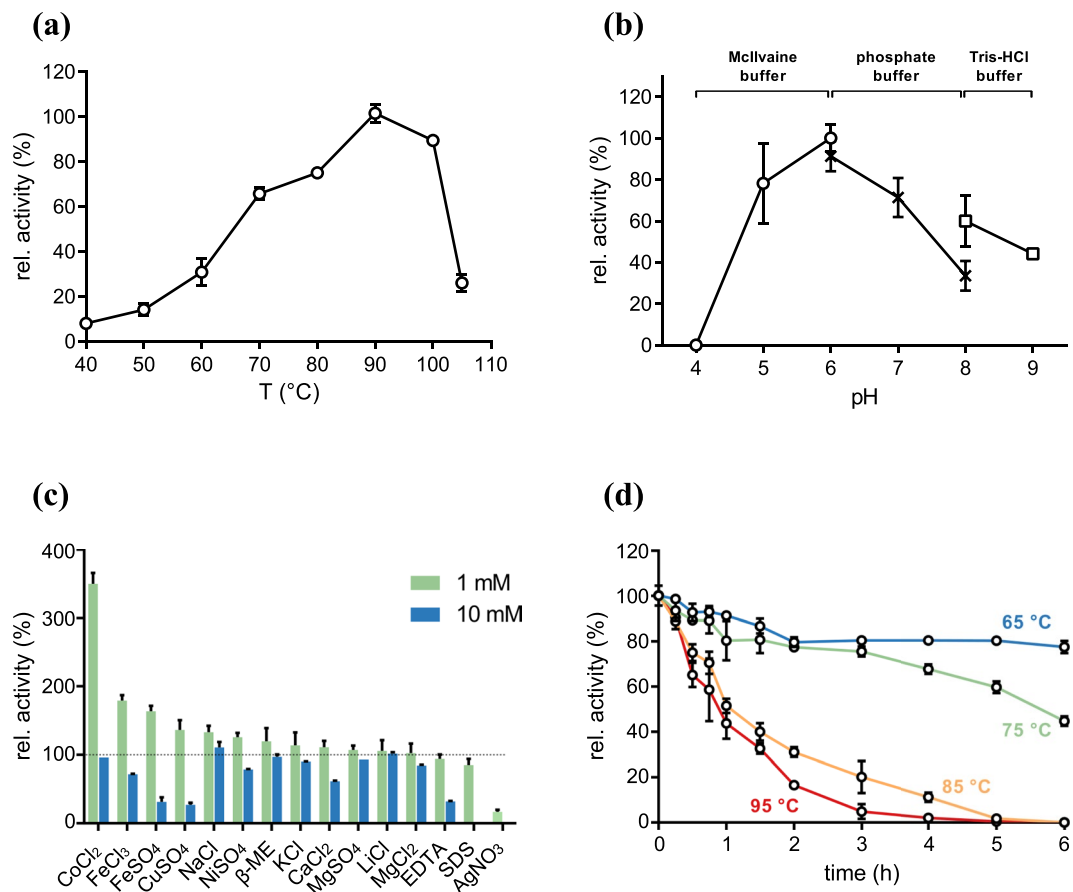 (a)
120
100
80
60
40
20
0
rel. activity (%)
40 50 60 70 80 90 100 110
T (°C)
(b)
McIlvaine
buffer
phosphate
buffer
Tris-HCl
buffer
120
100
80
60
40
20
0
rel. activity (%)
4 5 6 7 8 9
pH
(c)
400
300
200
100
0
rel. activity (%)
1 mM
10 mM
CoCl2
FeCl3
FeSO4
CuSO4
NaCl
NiSO4
β-ME
KCl
CaCl2
MgSO4
LiCl
MgCl2
EDTA
SDS
AgNO3
(d)
120
100
80
60
40
20
0
rel. activity (%)
65 °C
75 °C
85 °C
95 °C
0 1 2 3 4 5 6
time (h)